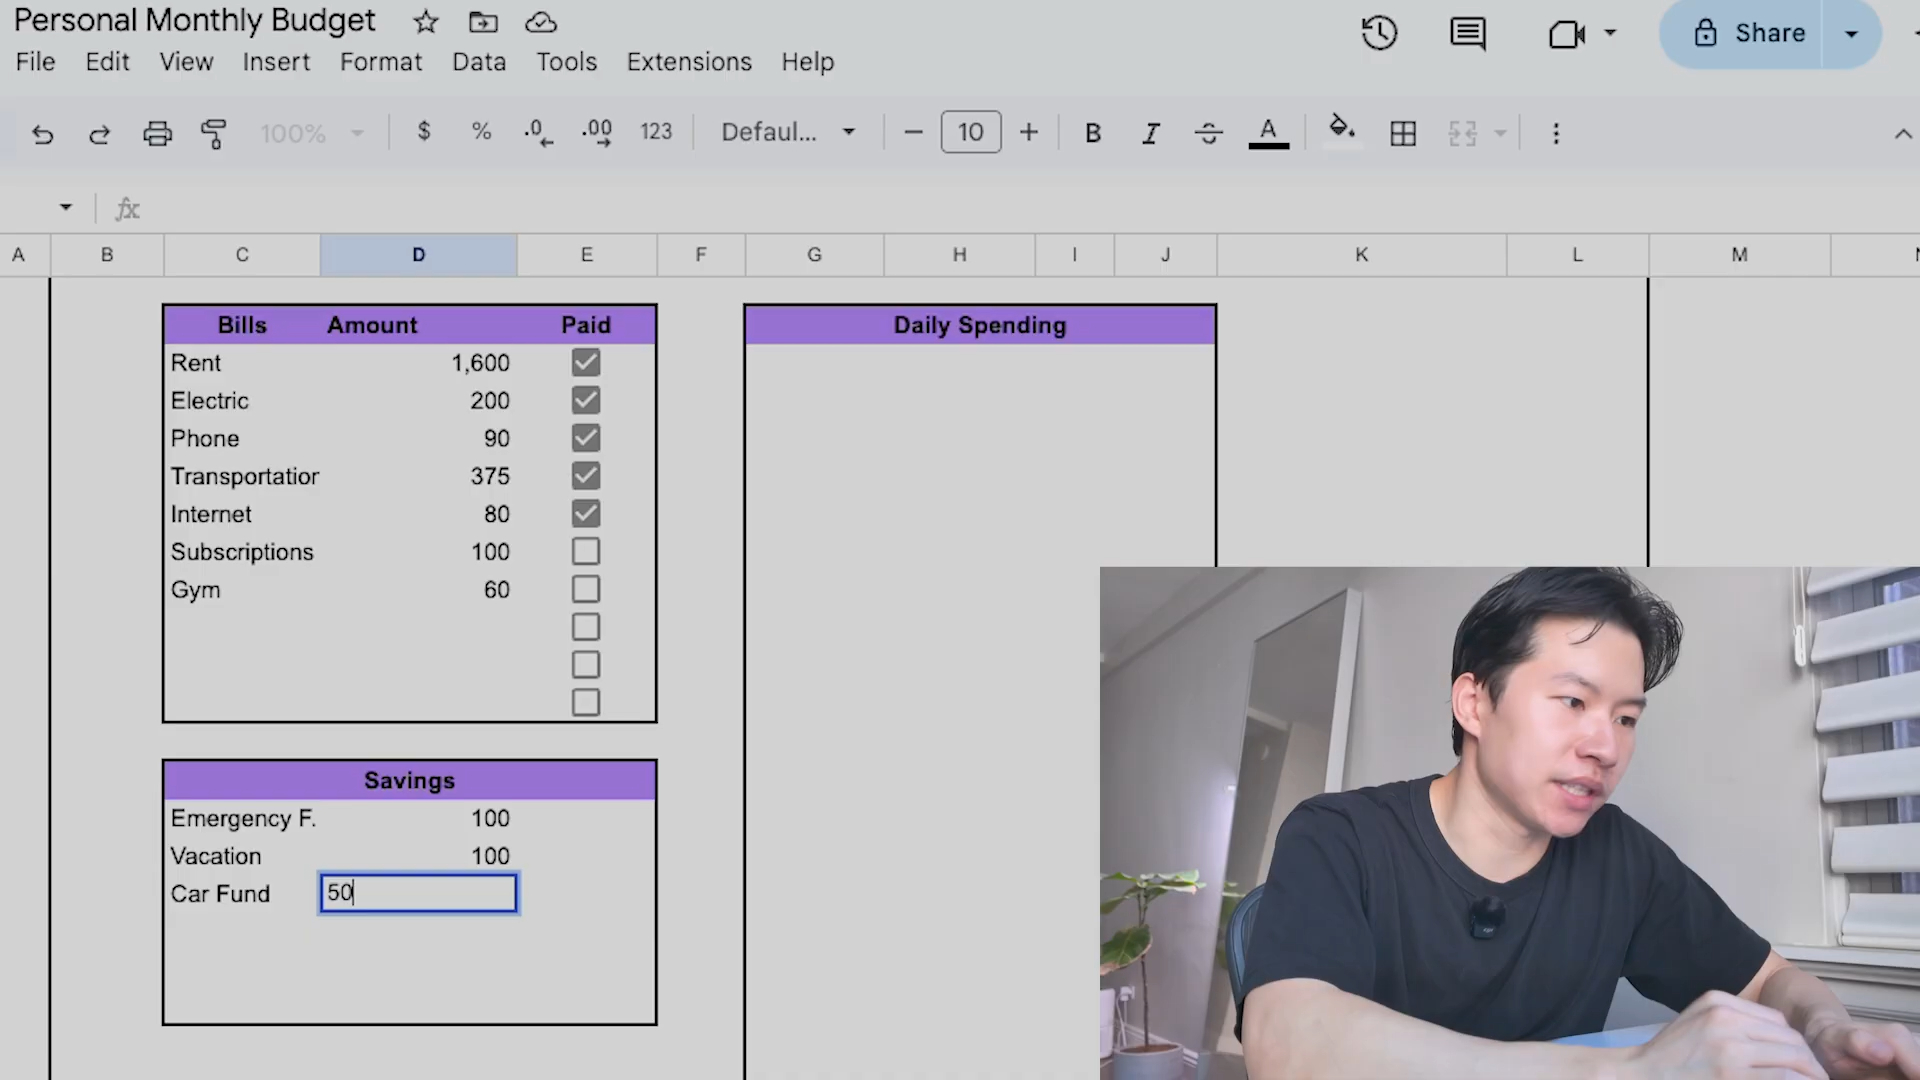 Personal Monthly Budget
File Edit View Insert Format Data Tools Extensions Help
Share
100% $ % .0 .00 123 Defaul... 10 B I A
fx
A B C D E F G H I J K L M
Bills Amount Paid
Rent 1,600
Electric 200
Phone 90
Transportation 375
Internet 80
Subscriptions 100
Gym 60
Daily Spending
Savings
Emergency F. 100
Vacation 100
Car Fund 50